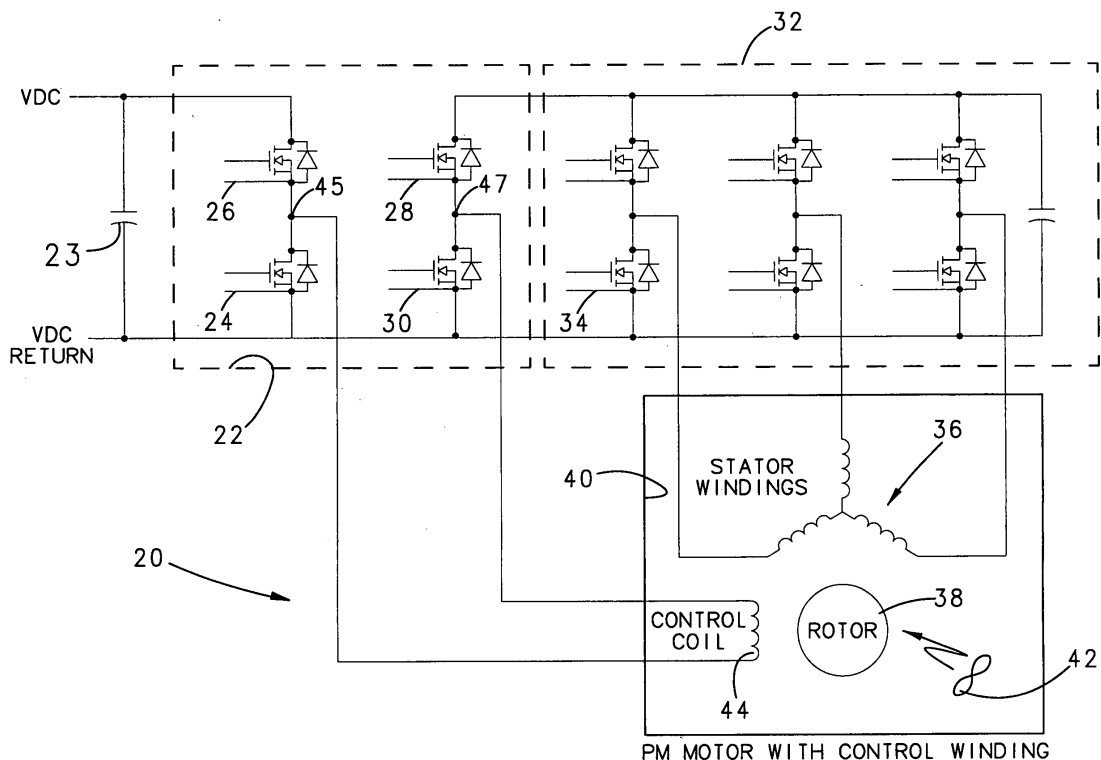 32
VDC
26
45
28
47
23
24
30
34
VDC
RETURN
22
STATOR
WINDINGS
36
40
20
CONTROL
COIL
ROTOR
38
44
42
PM MOTOR WITH CONTROL WINDING